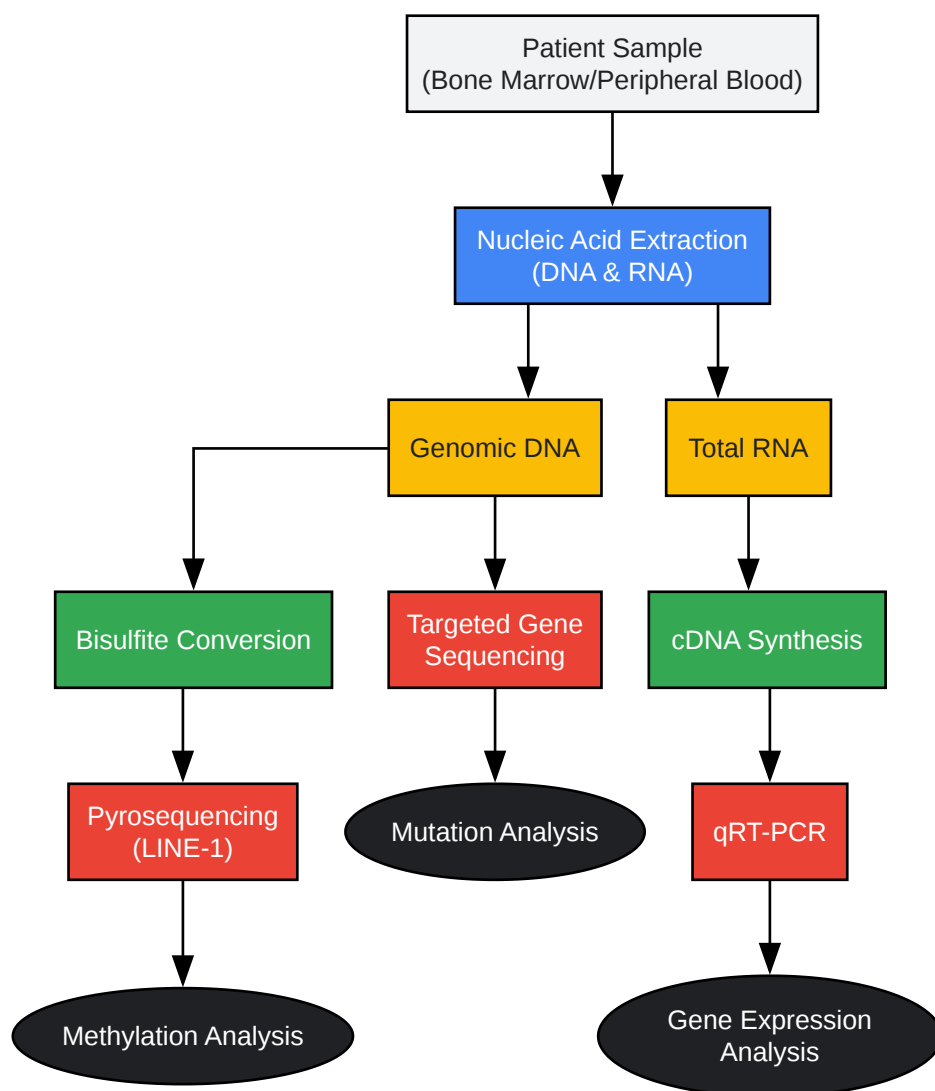 Patient Sample
(Bone Marrow/Peripheral Blood)
Nucleic Acid Extraction
(DNA & RNA)
Genomic DNA
Total RNA
Bisulfite Conversion
Targeted Gene
Sequencing
cDNA Synthesis
Pyrosequencing
(LINE-1)
Mutation Analysis
qRT-PCR
Methylation Analysis
Gene Expression
Analysis